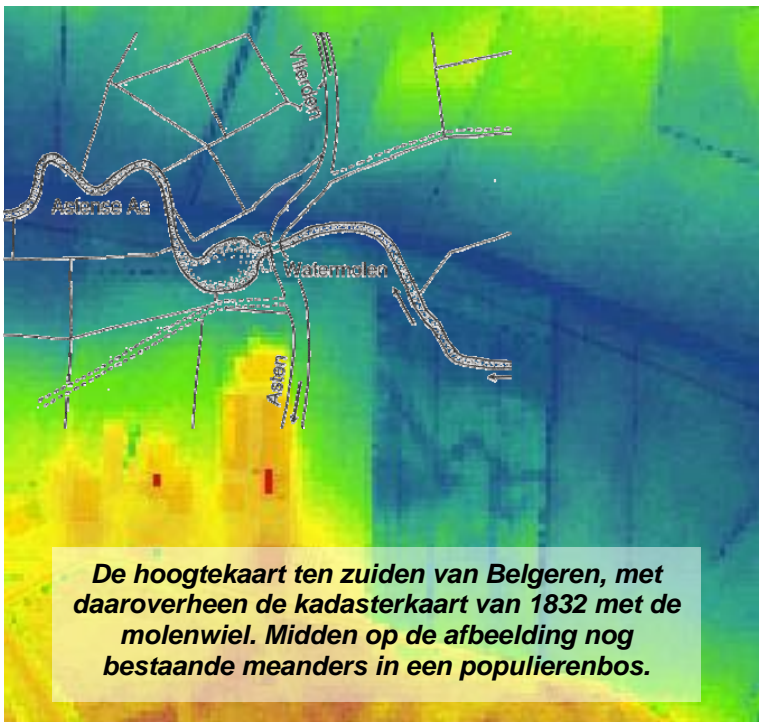 Vlierden
Astense Aa
Watermolen
Asten
De hoogtekaart ten zuiden van Belgeren, met
daaroverheen de kadasterkaart van 1832 met de
molenwiel. Midden op de afbeelding nog
bestaande meanders in een populierenbos.